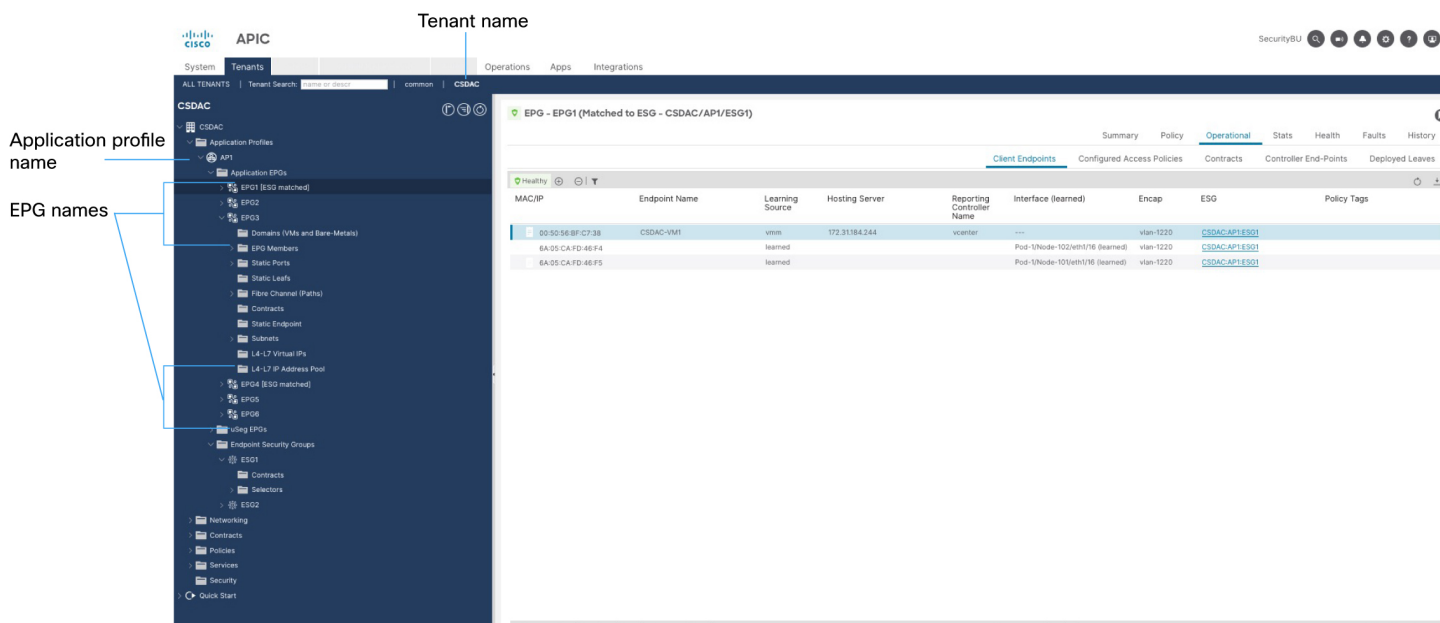 Tenant name
CISCO APIC SecurityBU
System Tenants Operations Apps Integrations
ALL TENANTS | Tenant Search: name or descr | common | CSDAC
CSDAC
CSDAC
Application Profiles
Application profile name
AP1
Application EPGs
EPG names
EPG1 [ESG matched]
EPG2
EPG3
Domains (VMs and Bare-Metals)
EPG Members
Static Ports
Static Leafs
Fibre Channel (Paths)
Contracts
Static Endpoint
Subnets
L4-L7 Virtual IPs
L4-L7 IP Address Pool
EPG4 [ESG matched]
EPG5
EPG6
uSeg EPGs
Endpoint Security Groups
ESG1
Contracts
Selectors
ESG2
Networking
Contracts
Policies
Services
Security
Quick Start
EPG - EPG1 (Matched to ESG - CSDAC/AP1/ESG1)
Summary Policy Operational Stats Health Faults History
Client Endpoints Configured Access Policies Contracts Controller End-Points Deployed Leaves
Healthy
MAC/IP Endpoint Name Learning Source Hosting Server Reporting Controller Name Interface (learned) Encap ESG Policy Tags
00:50:56:BF:C7:38 CSDAC-VM1 vmm 172.31.184.244 vcenter --- vlan-1220 CSDAC:AP1:ESG1
6A:05:CA:FD:46:F4 learned Pod-1/Node-102/eth1/16 (learned) vlan-1220 CSDAC:AP1:ESG1
6A:05:CA:FD:46:F5 learned Pod-1/Node-101/eth1/16 (learned) vlan-1220 CSDAC:AP1:ESG1